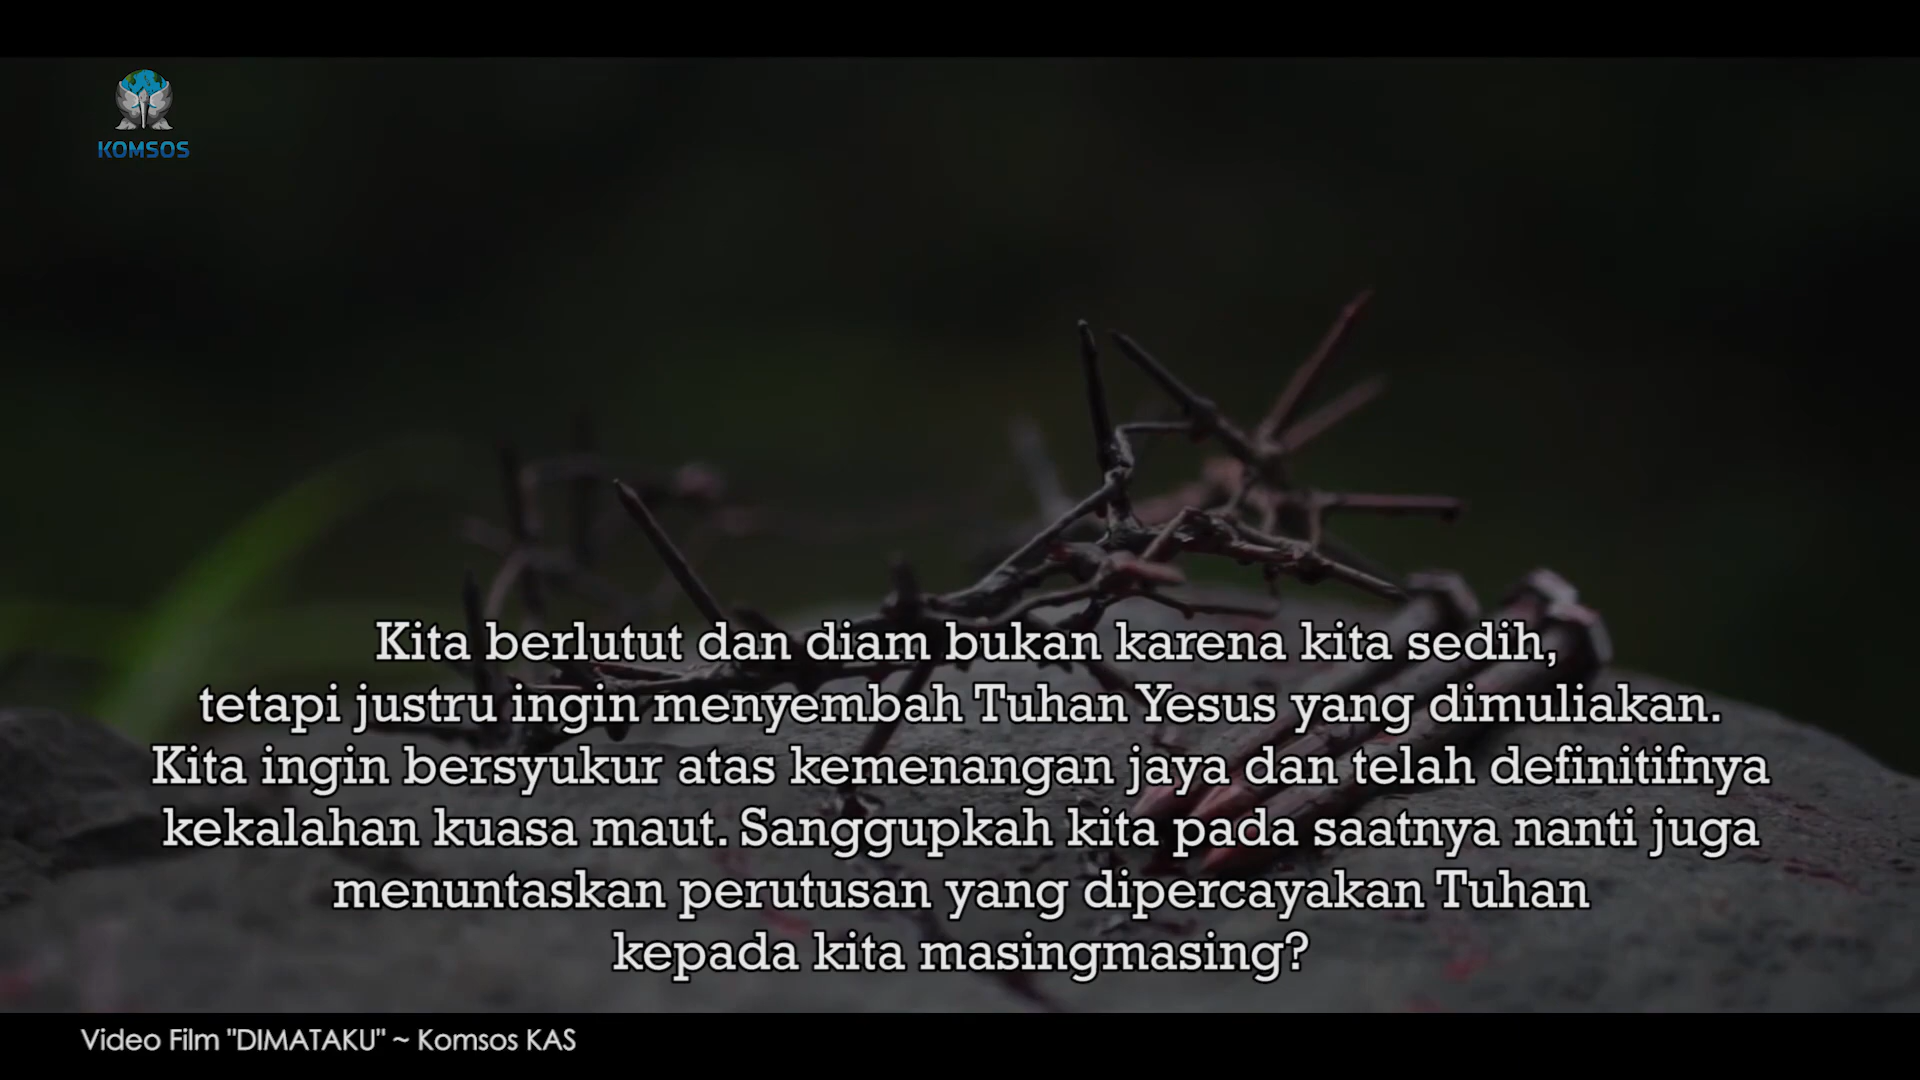 KOMSOS
Kita berlutut dan diam bukan karena kita sedih,
tetapi justru ingin menyembah Tuhan Yesus yang dimuliakan.
Kita ingin bersyukur atas kemenangan jaya dan telah definitifnya
kekalahan kuasa maut. Sanggupkah kita pada saatnya nanti juga
menuntaskan perutusan yang dipercayakan Tuhan
kepada kita masingmasing?
Video Film "DIMATAKU" ~ Komsos KAS